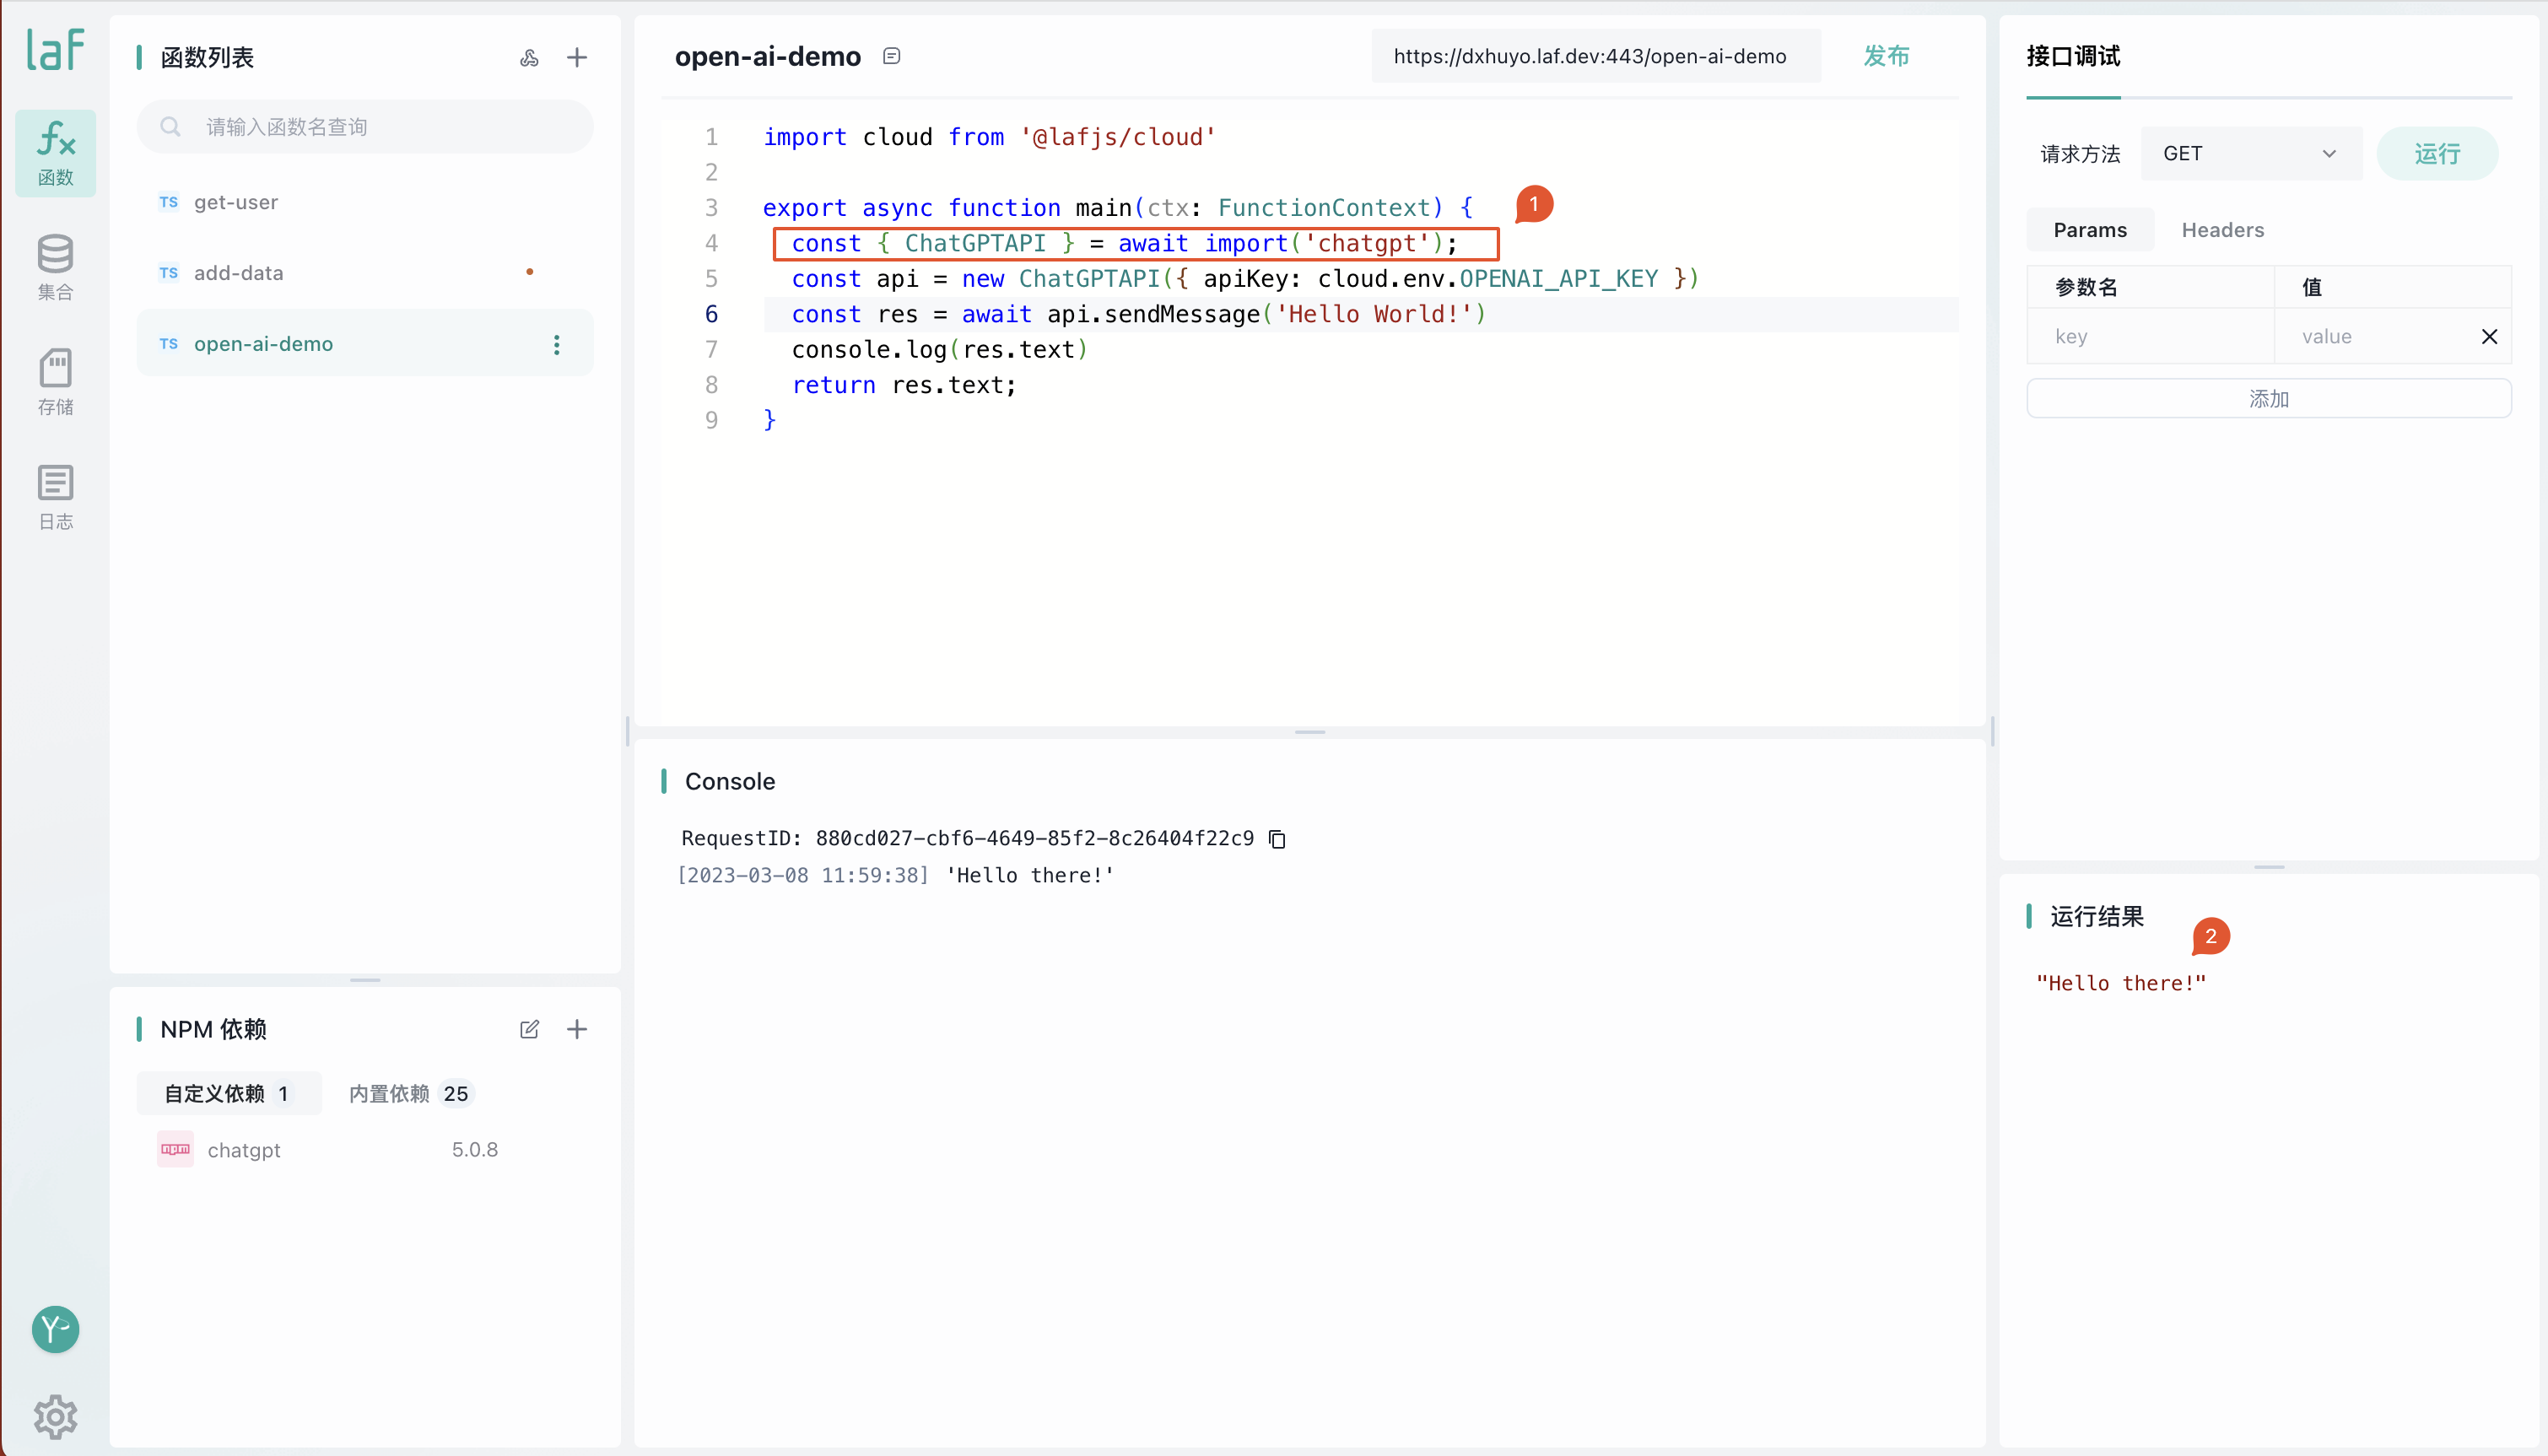 laf
函数
集合
存储
日志
函数列表
请输入函数名查询
TS get-user
TS add-data
TS open-ai-demo
NPM 依赖
自定义依赖 1 内置依赖 25
npm chatgpt 5.0.8
open-ai-demo https://dxhuyo.laf.dev:443/open-ai-demo 发布
1 import cloud from '@lafjs/cloud'
2
3 export async function main(ctx: FunctionContext) { 1
4 const { ChatGPTAPI } = await import('chatgpt');
5 const api = new ChatGPTAPI({ apiKey: cloud.env.OPENAI_API_KEY })
6 const res = await api.sendMessage('Hello World!')
7 console.log(res.text)
8 return res.text;
9 }
Console
RequestID: 880cd027-cbf6-4649-85f2-8c26404f22c9
[2023-03-08 11:59:38] 'Hello there!'
接口调试
请求方法 GET 运行
Params Headers
参数名 值
key value
添加
运行结果 2
"Hello there!"